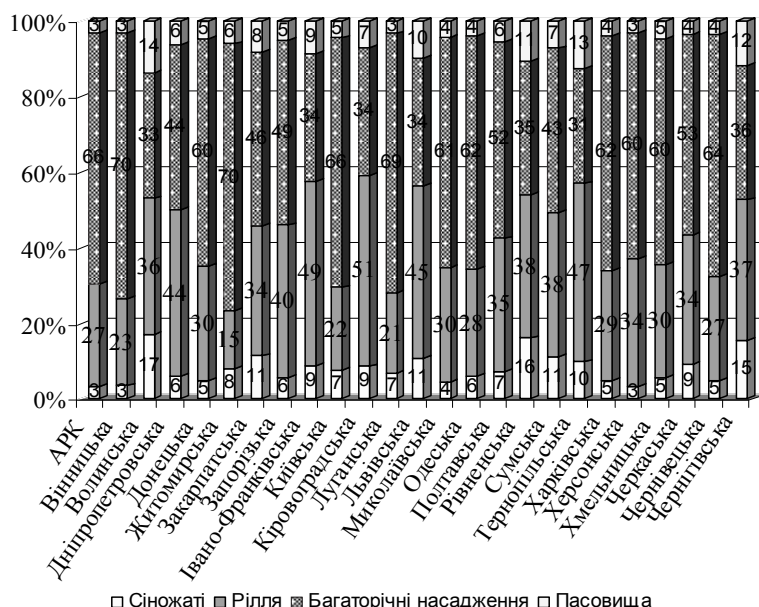 100%
80%
60%
40%
20%
0%
3 3 14 6 5 6 8 5 9 5 7 3 10 4 4 6 11 7 13 4 3 5 4 4 12
66 70 33 44 60 70 46 49 34 66 34 69 34 61 62 52 35 43 31 62 60 60 53 64 36
27 23 36 44 30 15 34 40 49 22 51 21 45 30 28 35 38 38 47 29 34 30 34 27 37
3 3 17 6 5 8 11 6 9 7 9 7 11 4 6 7 16 11 10 5 3 5 9 5 15
АРК
Вінницька
Волинська
Дніпропетровська
Донецька
Житомирська
Закарпатська
Запорізька
Івано-Франківська
Київська
Кіровоградська
Луганська
Львівська
Миколаївська
Одеська
Полтавська
Рівненська
Сумська
Тернопільська
Харківська
Херсонська
Хмельницька
Черкаська
Чернівецька
Чернігівська
Сіножаті Рілля Багаторічні насадження Пасовища